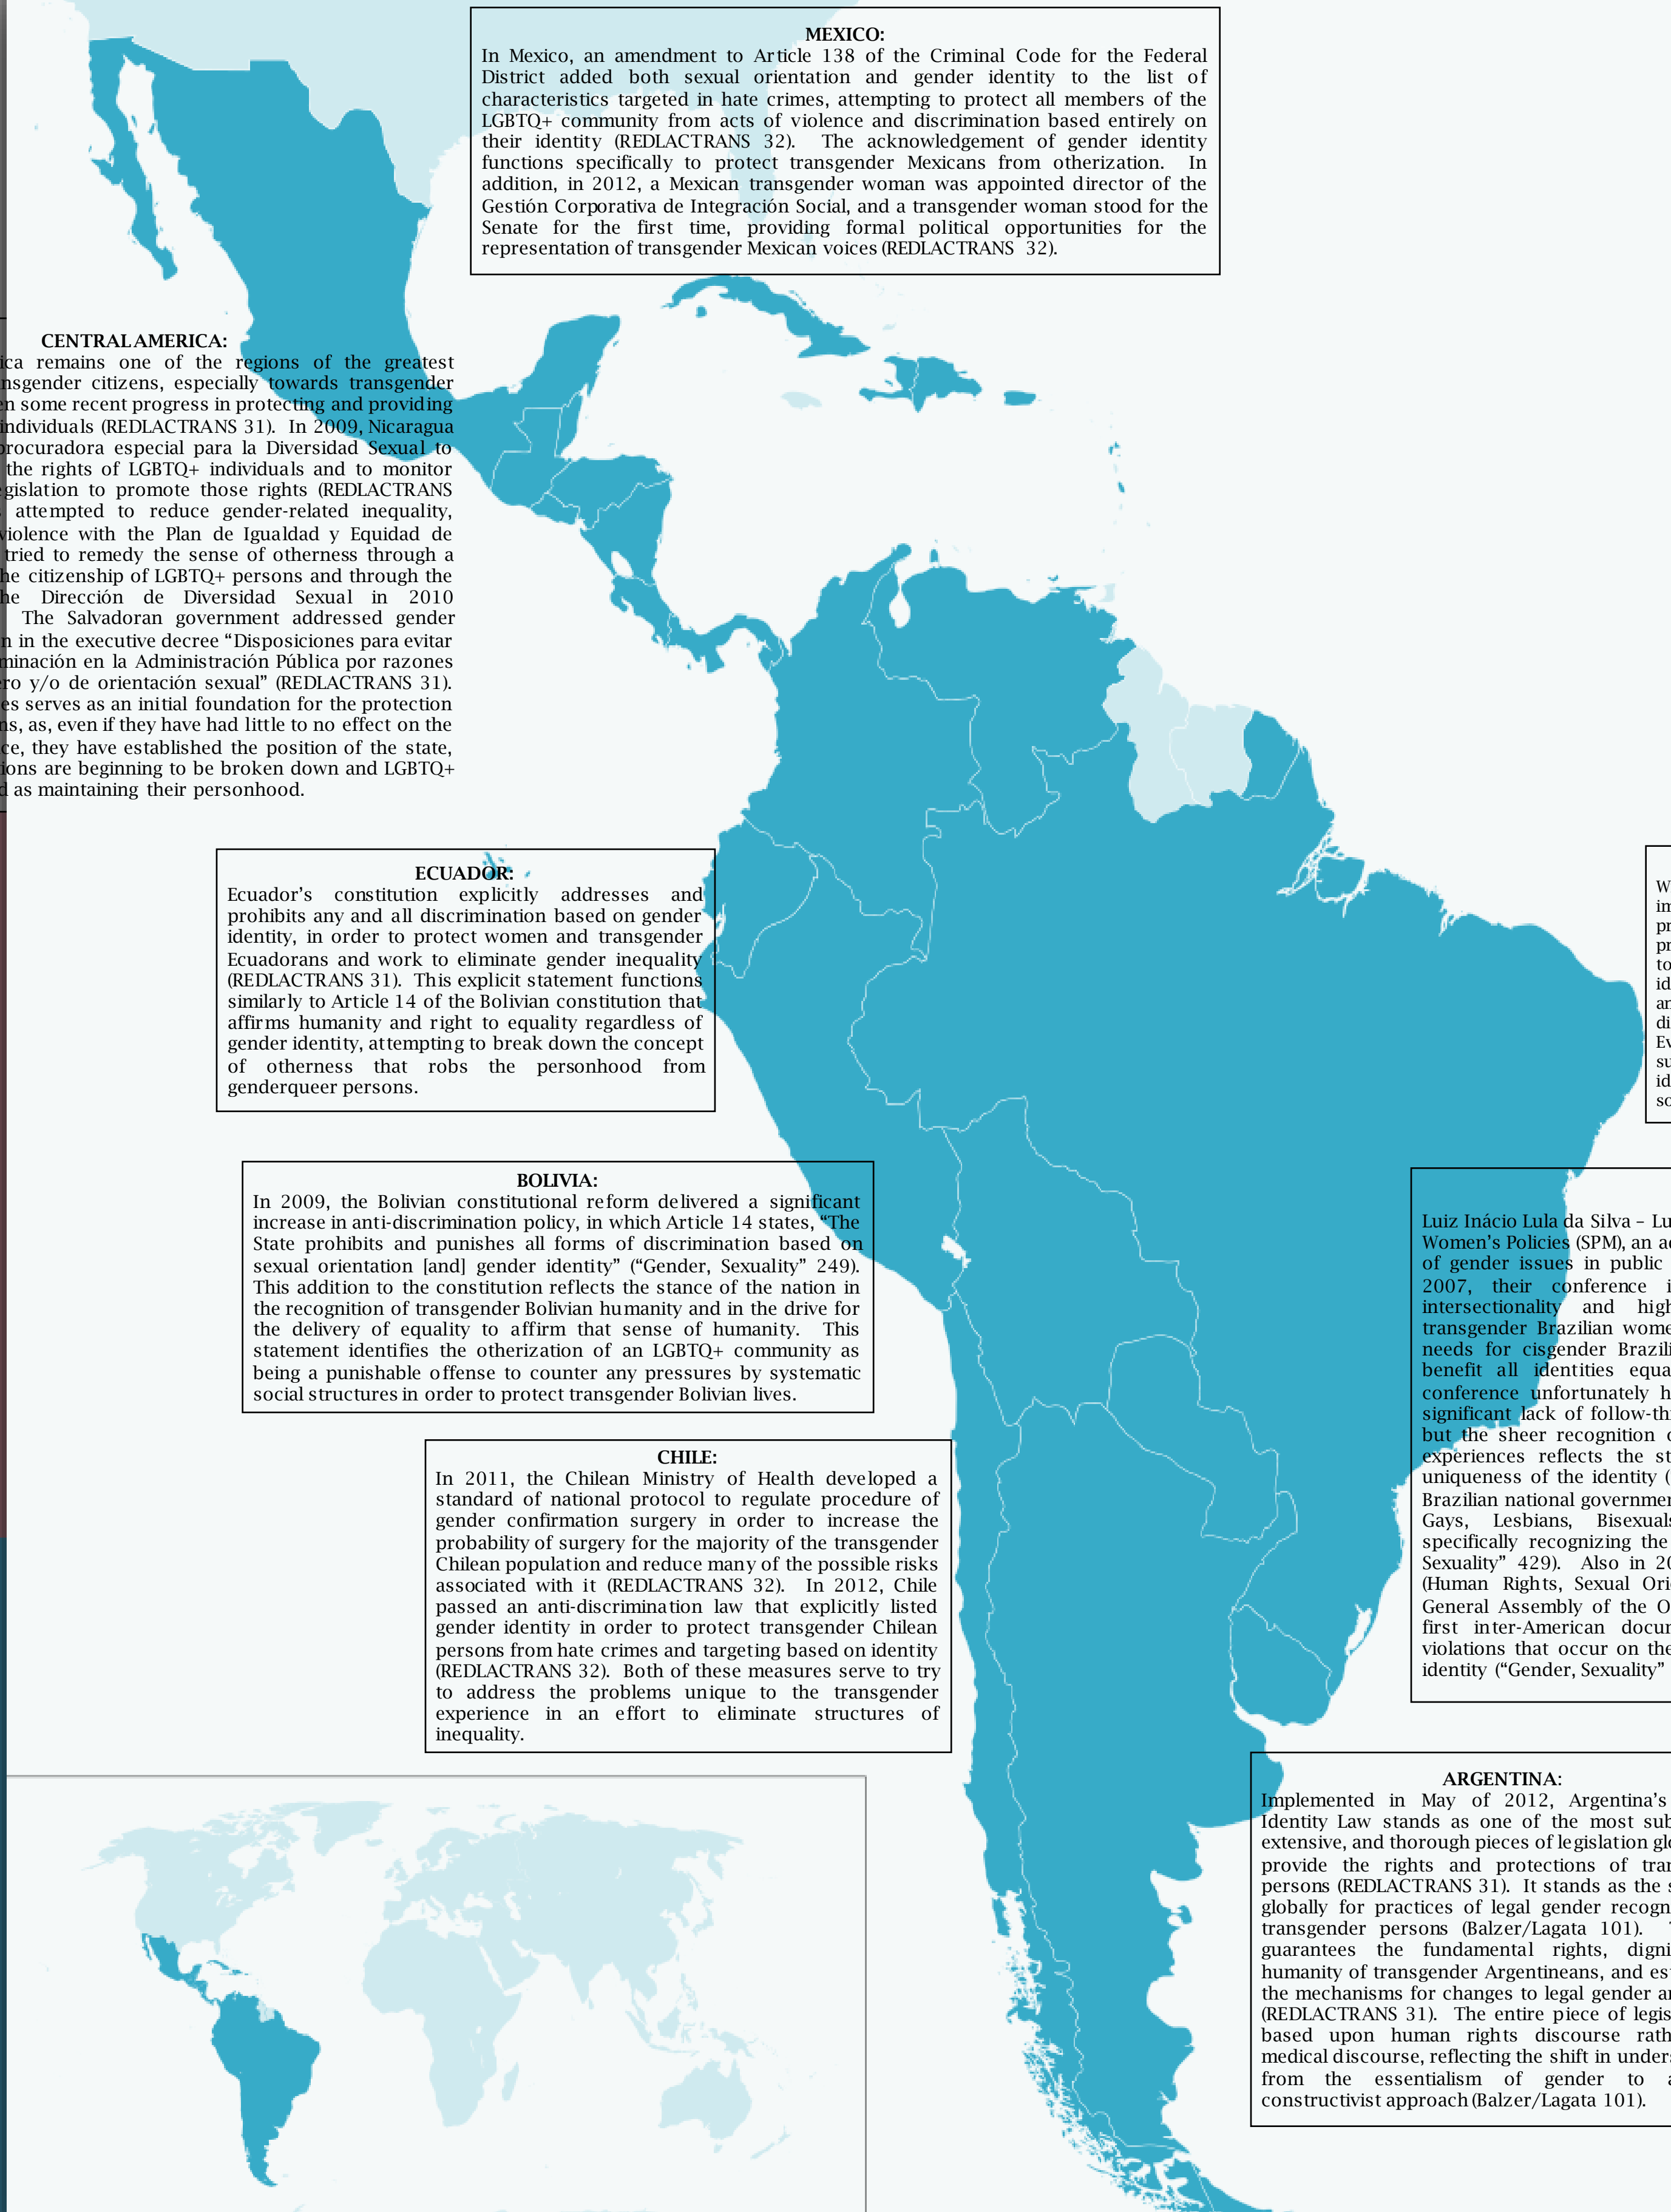 MEXICO:
In Mexico, an amendment to Article 138 of the Criminal Code for the Federal
District added both sexual orientation and gender identity to the list of
characteristics targeted in hate crimes, attempting to protect all members of the
LGBTQ+ community from acts of violence and discrimination based entirely on
their identity (REDLACTRANS 32). The acknowledgement of gender identity
functions specifically to protect transgender Mexicans from otherization. In
addition, in 2012, a Mexican transgender woman was appointed director of the
Gestión Corporativa de Integración Social, and a transgender woman stood for the
Senate for the first time, providing formal political opportunities for the
representation of transgender Mexican voices (REDLACTRANS 32).
CENTRAL AMERICA:
remains one of the regions of the greatest
citizens, especially towards transgender
some recent progress in protecting and providing
individuals (REDLACTRANS 31). In 2009, Nicaragua
procuradora especial para la Diversidad Sexual to
the rights of LGBTQ+ individuals and to monitor
to promote those rights (REDLACTRANS
attempted to reduce gender-related inequality,
violence with the Plan de Igualdad y Equidad de
tried to remedy the sense of otherness through a
citizenship of LGBTQ+ persons and through the
Dirección de Diversidad Sexual in 2010
The Salvadoran government addressed gender
in the executive decree “Disposiciones para evitar
en la Administración Pública por razones
y/o de orientación sexual” (REDLACTRANS 31).
serves as an initial foundation for the protection
as, even if they have had little to no effect on the
they have established the position of the state,
are beginning to be broken down and LGBTQ+
as maintaining their personhood.
ECUADOR:
Ecuador’s constitution explicitly addresses and
prohibits any and all discrimination based on gender
identity, in order to protect women and transgender
Ecuadorans and work to eliminate gender inequality
(REDLACTRANS 31). This explicit statement functions
similarly to Article 14 of the Bolivian constitution that
affirms humanity and right to equality regardless of
gender identity, attempting to break down the concept
of otherness that robs the personhood from
genderqueer persons.
BOLIVIA:
In 2009, the Bolivian constitutional reform delivered a significant
increase in anti-discrimination policy, in which Article 14 states, “The
State prohibits and punishes all forms of discrimination based on
sexual orientation [and] gender identity” (“Gender, Sexuality” 249).
This addition to the constitution reflects the stance of the nation in
the recognition of transgender Bolivian humanity and in the drive for
the delivery of equality to affirm that sense of humanity. This
statement identifies the otherization of an LGBTQ+ community as
being a punishable offense to counter any pressures by systematic
social structures in order to protect transgender Bolivian lives.
CHILE:
In 2011, the Chilean Ministry of Health developed a
standard of national protocol to regulate procedure of
gender confirmation surgery in order to increase the
probability of surgery for the majority of the transgender
Chilean population and reduce many of the possible risks
associated with it (REDLACTRANS 32). In 2012, Chile
passed an anti-discrimination law that explicitly listed
gender identity in order to protect transgender Chilean
persons from hate crimes and targeting based on identity
(REDLACTRANS 32). Both of these measures serve to try
to address the problems unique to the transgender
experience in an effort to eliminate structures of
inequality.
Luiz Inácio Lula da Silva –
Women’s Policies (SPM), an
of gender issues in public
2007, their conference
intersectionality and
transgender Brazilian
needs for cisgender
benefit all identities
conference unfortunately
significant lack of
but the sheer recognition
experiences reflects the
uniqueness of the identity
Brazilian national
Gays, Lesbians,
specifically recognizing the
Sexuality” 429). Also in
(Human Rights, Sexual
General Assembly of the
first inter-American
violations that occur on
identity (“Gender, Sexuality”
ARGENTINA:
Implemented in May of 2012, Argentina’s
Identity Law stands as one of the most
extensive, and thorough pieces of legislation
provide the rights and protections of
persons (REDLACTRANS 31). It stands as the
globally for practices of legal gender
transgender persons (Balzer/Lagata 101).
guarantees the fundamental rights,
humanity of transgender Argentineans, and
the mechanisms for changes to legal gender
(REDLACTRANS 31). The entire piece of
based upon human rights discourse
medical discourse, reflecting the shift in
from the essentialism of gender to
constructivist approach (Balzer/Lagata 101).